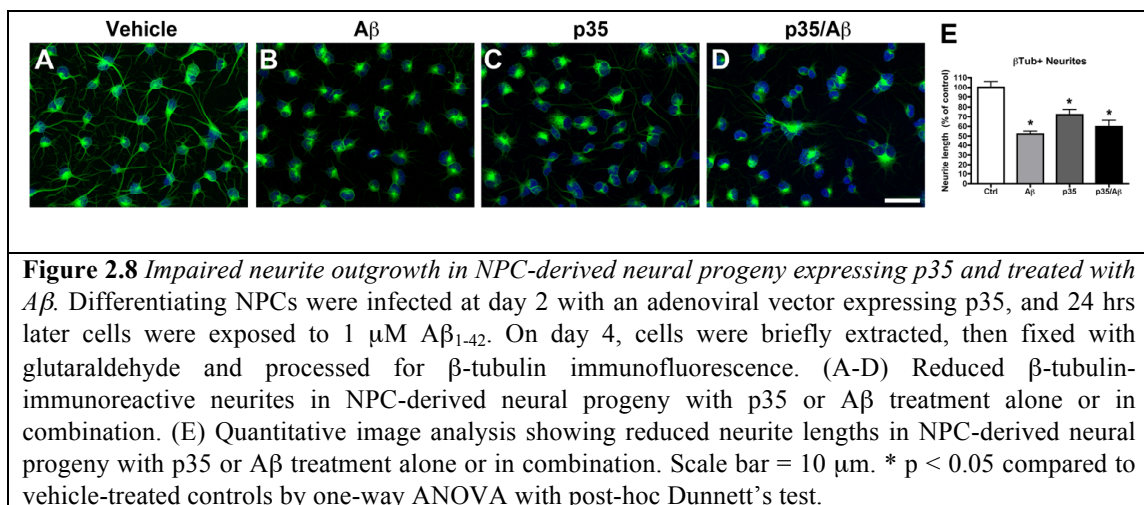 Vehicle Aβ p35 p35/Aβ
A B C D E
βTub+ Neurites
Neurite length (% of control)
110
100
90
80
70
60
50
40
30
20
10
0
* * *
Ctrl Aβ p35 p35/Aβ
Figure 2.8 Impaired neurite outgrowth in NPC-derived neural progeny expressing p35 and treated with
Aβ. Differentiating NPCs were infected at day 2 with an adenoviral vector expressing p35, and 24 hrs
later cells were exposed to 1 μM Aβ1-42. On day 4, cells were briefly extracted, then fixed with
glutaraldehyde and processed for β-tubulin immunofluorescence. (A-D) Reduced β-tubulin-
immunoreactive neurites in NPC-derived neural progeny with p35 or Aβ treatment alone or in
combination. (E) Quantitative image analysis showing reduced neurite lengths in NPC-derived neural
progeny with p35 or Aβ treatment alone or in combination. Scale bar = 10 μm. * p < 0.05 compared to
vehicle-treated controls by one-way ANOVA with post-hoc Dunnett’s test.